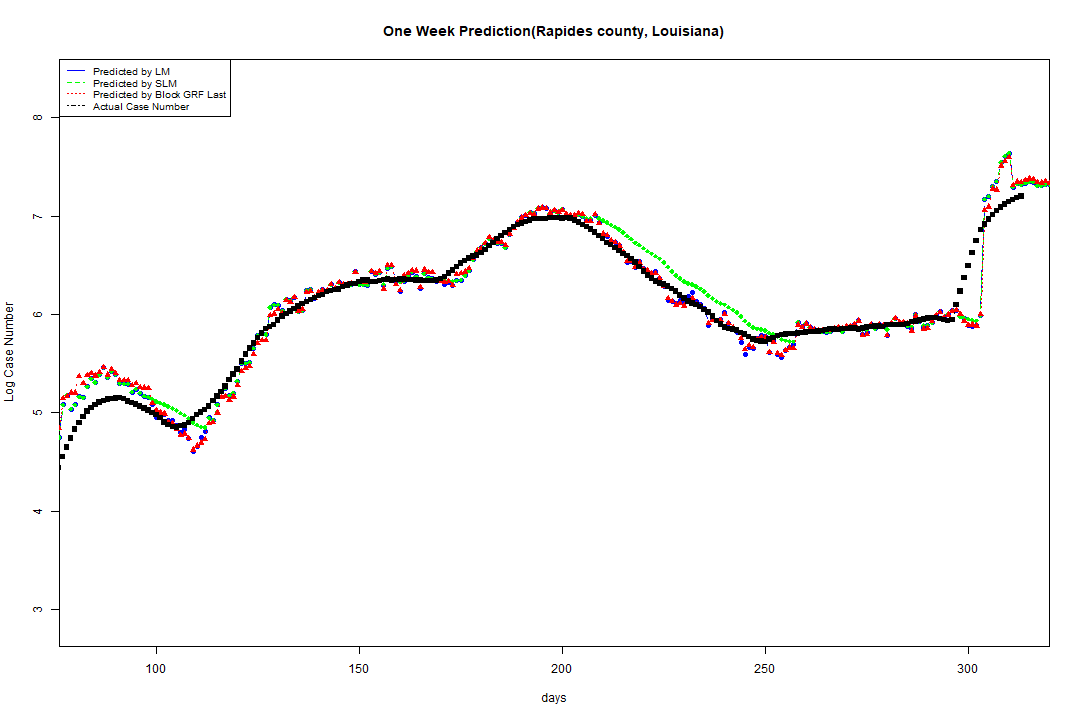 One Week Prediction(Rapides county, Louisiana)
Predicted by LM
Predicted by SLM
Predicted by Block GRF Last
Actual Case Number
8
7
6
5
4
3
Log Case Number
100 150 200 250 300
days